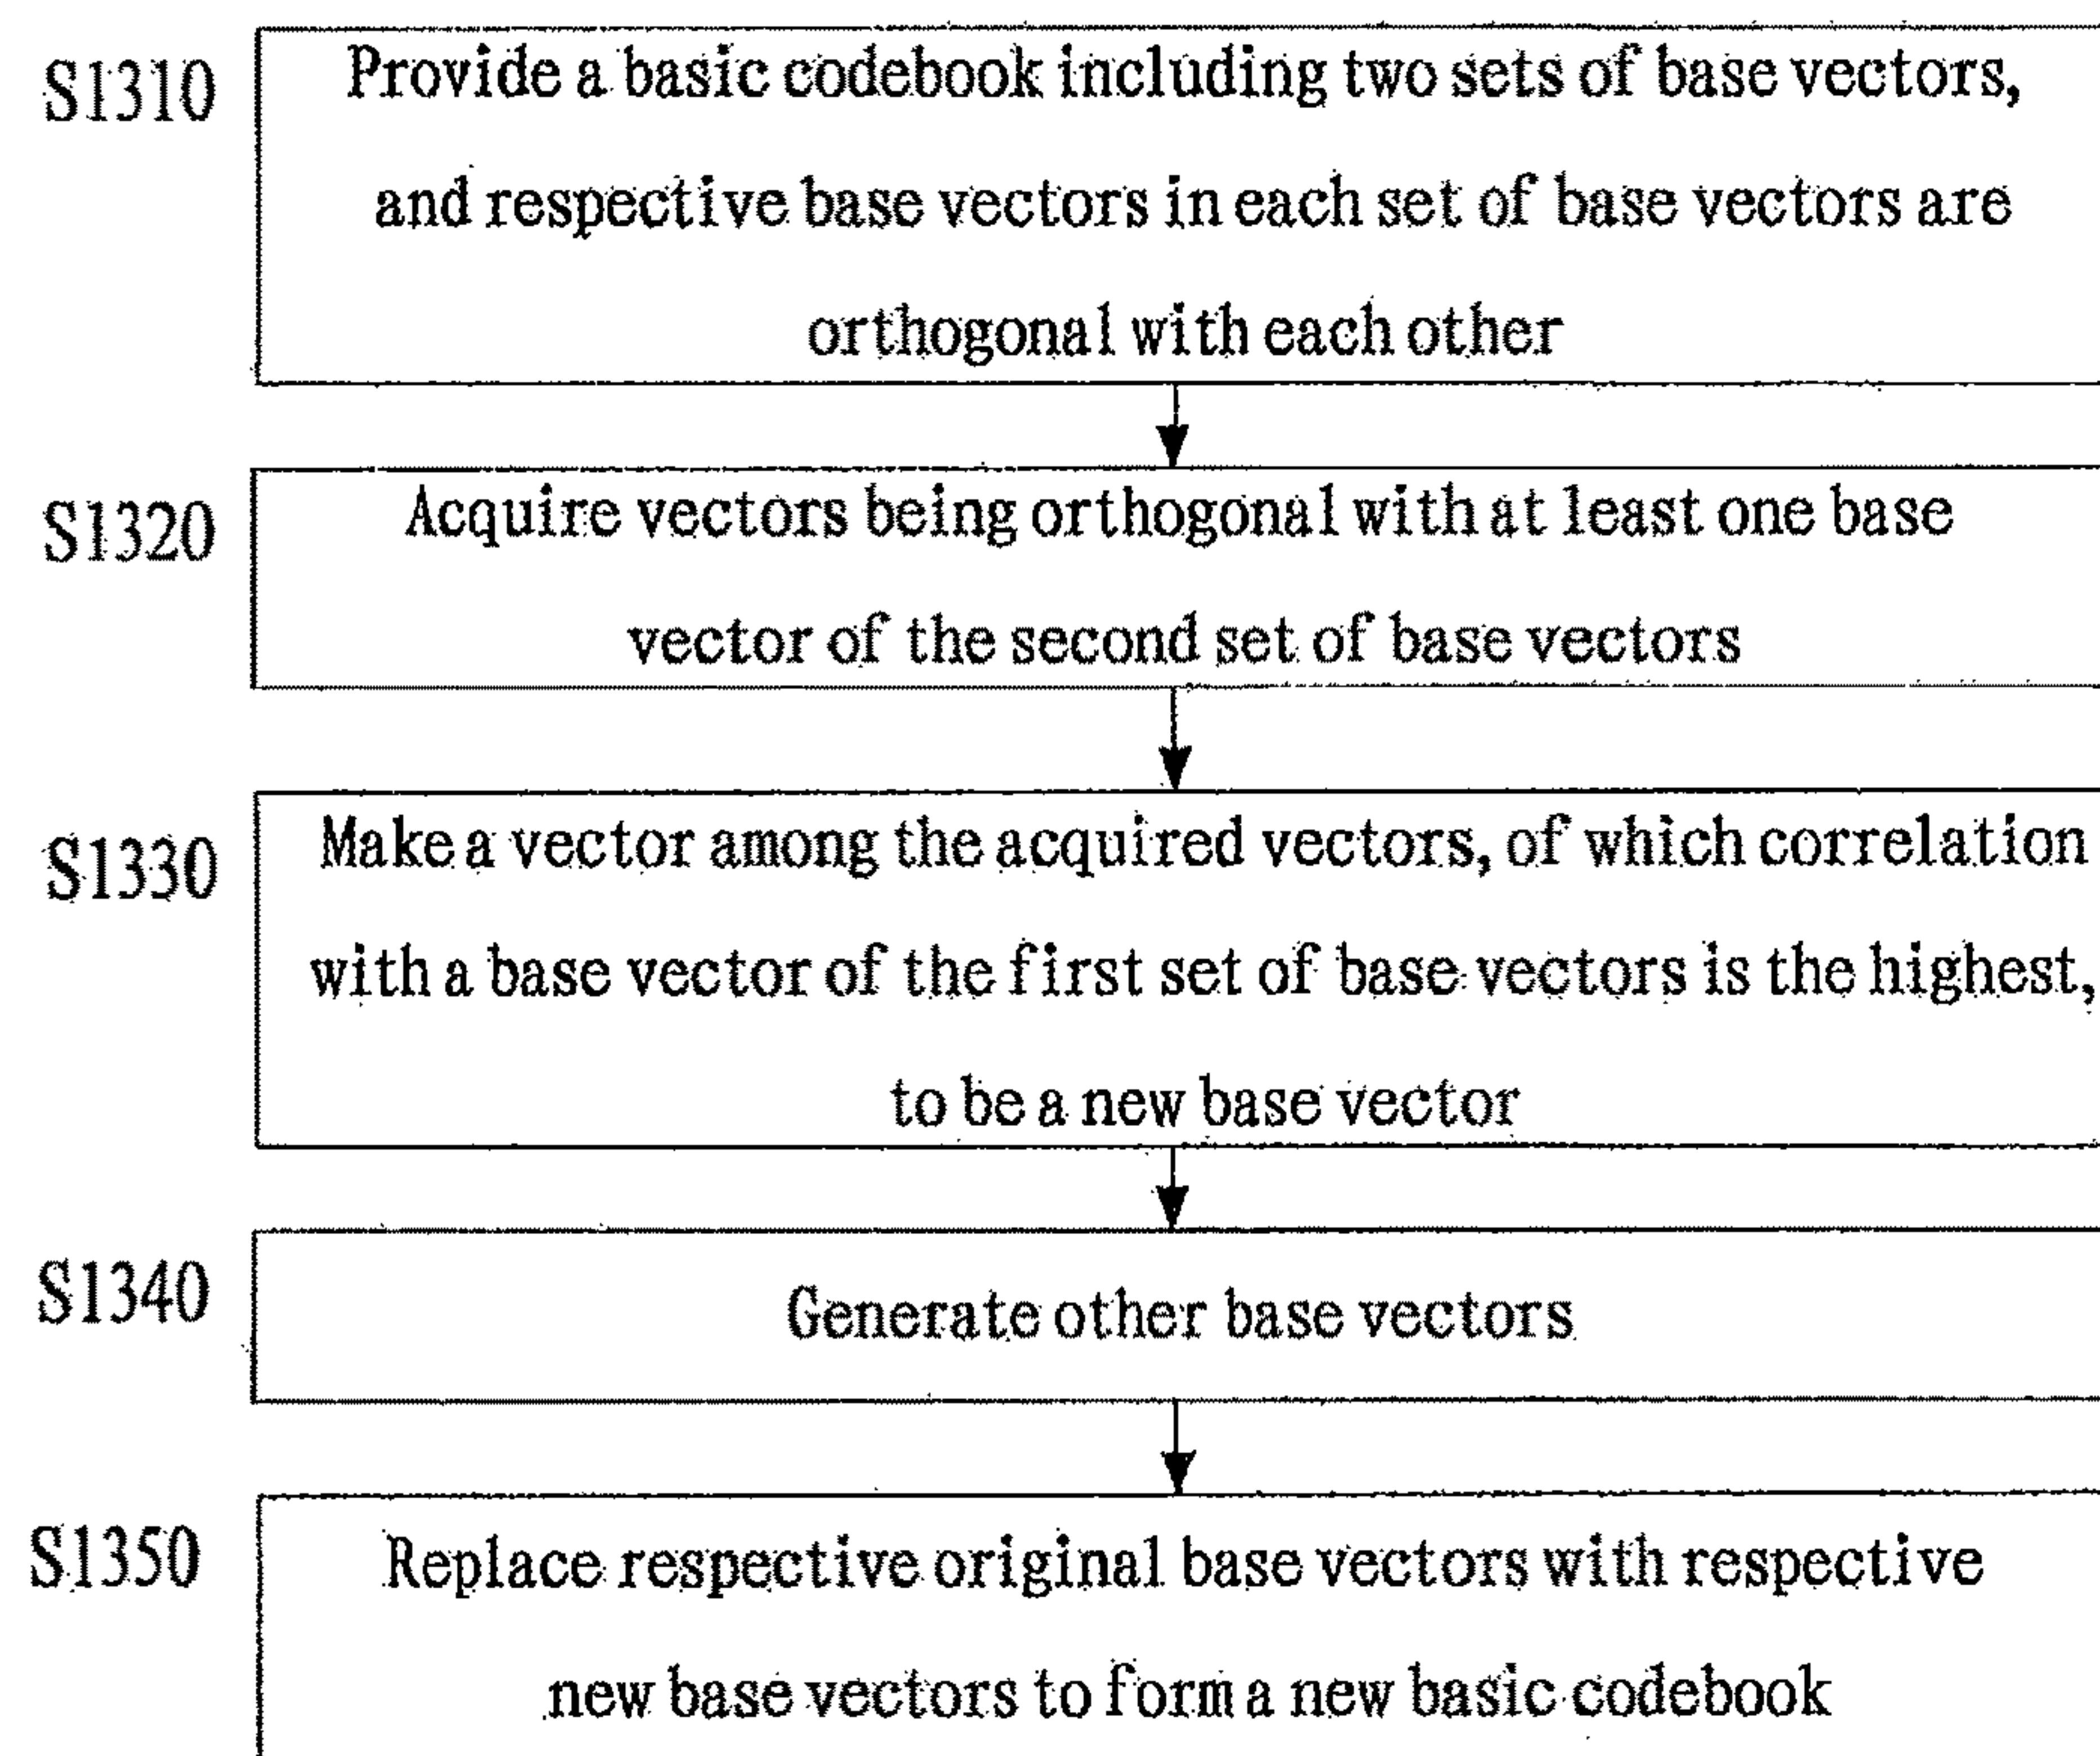 S1310
Provide a basic codebook including two sets of base vectors,
and respective base vectors in each set of base vectors are
orthogonal with each other
S1320
Acquire vectors being orthogonal with at least one base
vector of the second set of base vectors
S1330
Make a vector among the acquired vectors, of which correlation
with a base vector of the first set of base vectors is the highest,
to be a new base vector
S1340
Generate other base vectors
S1350
Replace respective original base vectors with respective
new base vectors to form a new basic codebook